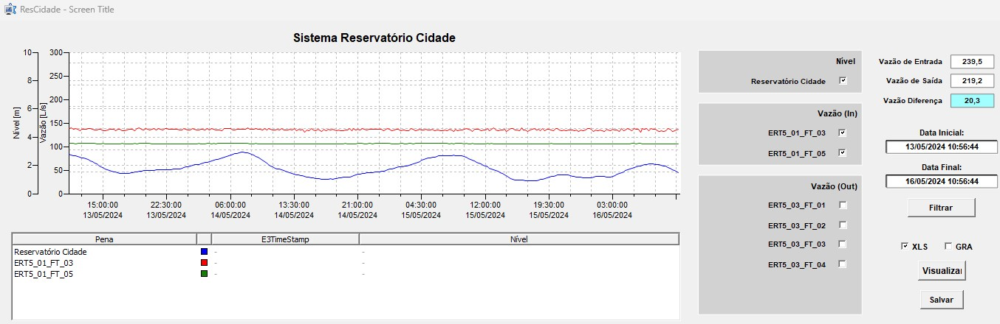 ResCidade - Screen Title
Sistema Reservatório Cidade
10
8
6
4
2
0
Nível [m]
300
250
200
150
100
50
0
Vazão [L/s]
15:00:00 22:30:00 06:00:00 13:30:00 21:00:00 04:30:00 12:00:00 19:30:00 03:00:00
13/05/2024 13/05/2024 14/05/2024 14/05/2024 14/05/2024 15/05/2024 15/05/2024 15/05/2024 16/05/2024
Pena E3TimeStamp Nível
Reservatório Cidade - -
ERT5_01_FT_03 - -
ERT5_01_FT_05 - -
Nível
Reservatório Cidade
Vazão (In)
ERT5_01_FT_03
ERT5_01_FT_05
Vazão (Out)
ERT5_03_FT_01
ERT5_03_FT_02
ERT5_03_FT_03
ERT5_03_FT_04
Vazão de Entrada 239,5
Vazão de Saída 219,2
Vazão Diferença 20,3
Data Inicial:
13/05/2024 10:56:44
Data Final:
16/05/2024 10:56:44
Filtrar
XLS GRA
Visualizar
Salvar